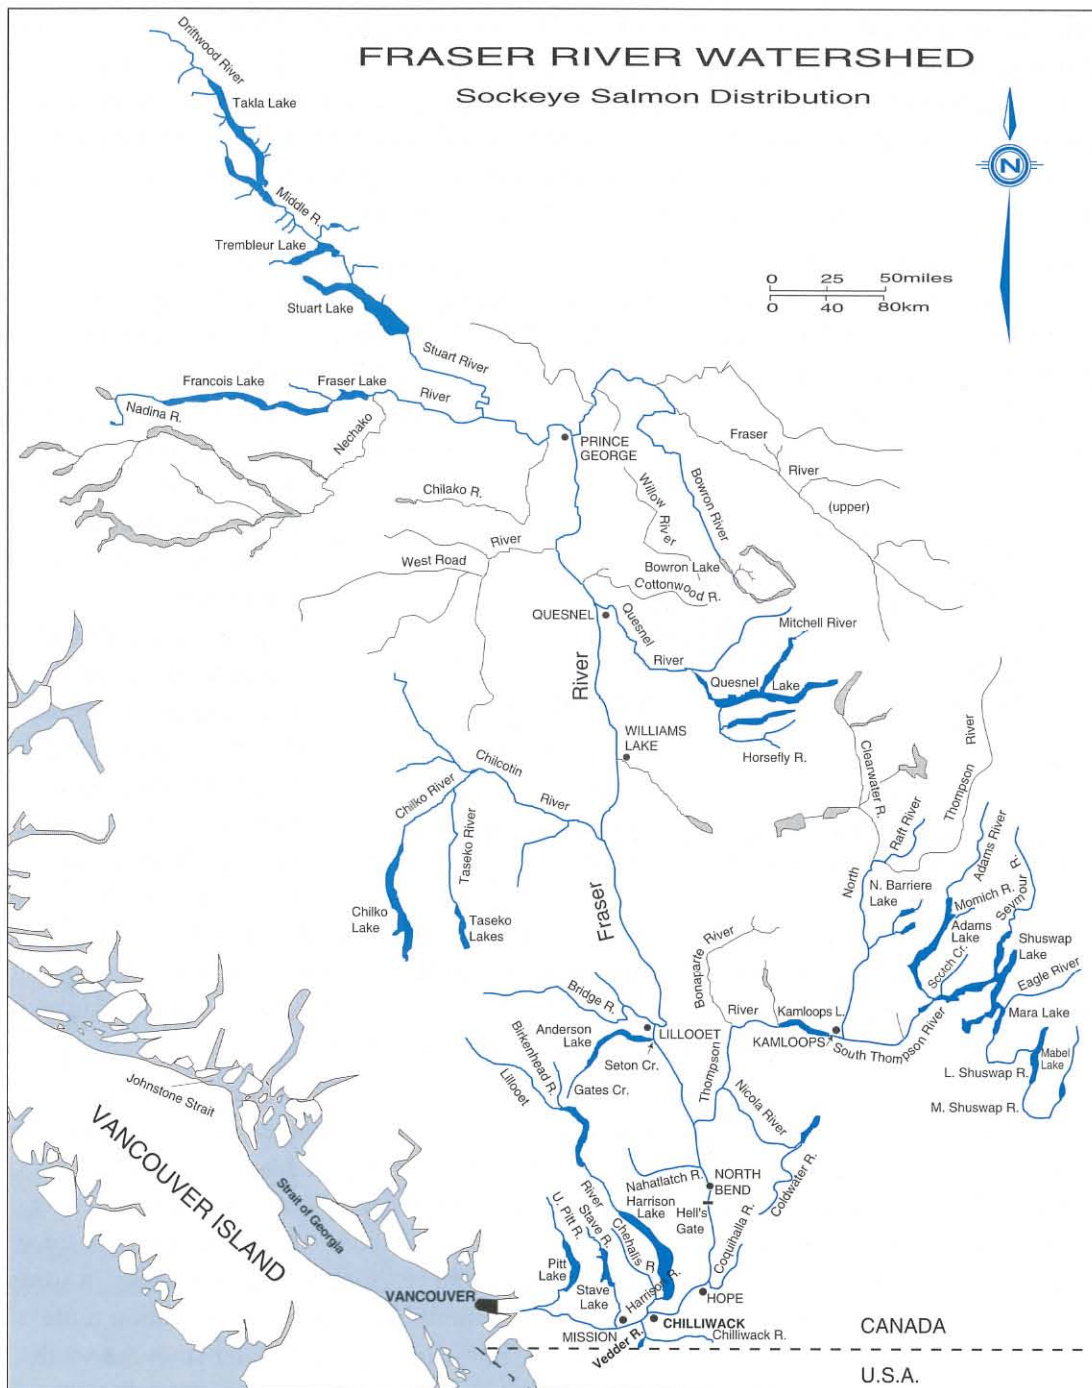 FRASER RIVER WATERSHED
Sockeye Salmon Distribution
N
0 25 50miles
0 40 80km
Driftwood River
Takla Lake
Middle R.
Trembleur Lake
Stuart Lake
Stuart River
Francois Lake
Fraser Lake
River
Nadina R.
Nechako
PRINCE
GEORGE
Fraser
River
(upper)
Chilako R.
Willow River
Bowron River
River
West Road
Bowron Lake
Cottonwood R.
QUESNEL
Quesnel
River
Mitchell River
Quesnel Lake
Horsefly R.
River
WILLIAMS
LAKE
Chilcotin
River
Chilko River
Taseko River
Clearwater R.
Thompson River
Raft River
Adams River
North
N. Barriere
Lake
Momich R.
Seymour R.
Adams
Lake
Scotch Cr.
Shuswap
Lake
Eagle River
Chilko
Lake
Taseko
Lakes
Fraser
Bonaparte River
Bridge R.
River
Kamloops L.
Mara Lake
Anderson
Lake
LILLOOET
KAMLOOPS
South Thompson River
Mabel
Lake
Birkenhead R.
Seton Cr.
Thompson
L. Shuswap R.
Lillooet
Gates Cr.
Nicola River
M. Shuswap R.
Johnstone Strait
VANCOUVER ISLAND
Strait of Georgia
Nahatlatch R.
NORTH
BEND
Coldwater R.
River
Harrison
Lake
Hell's
Gate
Coquihalla R.
U. Pitt R.
Stave R.
Chehalis R.
Pitt
Lake
Stave
Lake
Harrison R.
HOPE
VANCOUVER
MISSION
CHILLIWACK
Vedder R.
Chilliwack R.
CANADA
U.S.A.